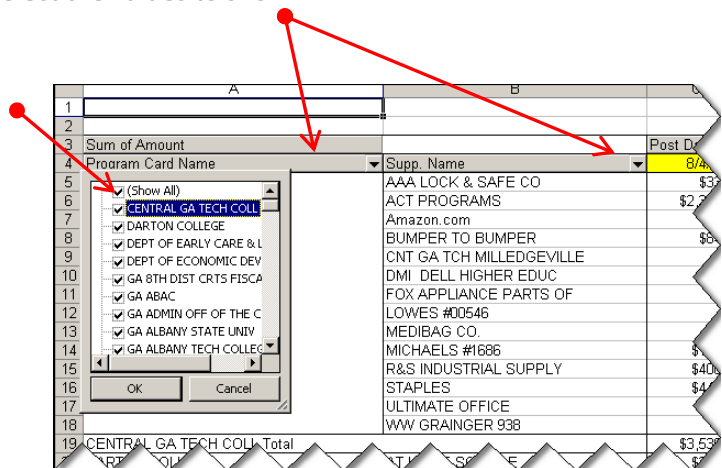 A B
1
2
3 Sum of Amount Post
4 Program Card Name Supp. Name 8/4/
5 (Show All) AAA LOCK & SAFE CO
6 CENTRAL GA TECH COLL ACT PROGRAMS $2,
7 DARTON COLLEGE Amazon.com
8 DEPT OF EARLY CARE & L BUMPER TO BUMPER
9 DEPT OF ECONOMIC DEV CNT GA TCH MILLEDGEVILLE
10 GA 8TH DIST CRTS FISCA DMI DELL HIGHER EDUC
11 GA ABAC FOX APPLIANCE PARTS OF
12 GA ADMIN OFF OF THE C LOWES #00546
13 GA ALBANY STATE UNIV MEDIBAG CO.
14 GA ALBANY TECH COLLEG MICHAELS #1686
15 R&S INDUSTRIAL SUPPLY
16 OK Cancel STAPLES
17 ULTIMATE OFFICE
18 WW GRAINGER 938
19 CENTRAL GA TECH COLL Total $3,53